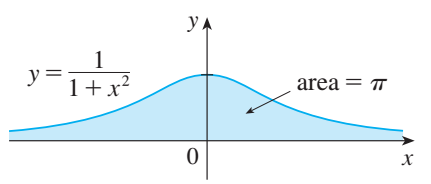 y
y = 1/(1 + x²)
area = π
0
x